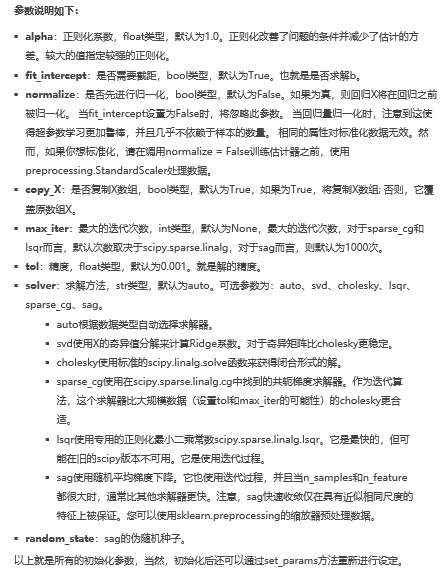 参数说明如下：
alpha：正则化系数，float类型，默认为1.0。正则化改善了问题的条件并减少了估计的方
差。较大的值指定较强的正则化。
fit_intercept：是否需要截距，bool类型，默认为True。也就是是否求解b。
normalize：是否先进行归一化，bool类型，默认为False。如果为真，则回归X将在回归之前
被归一化。 当fit_intercept设置为False时，将忽略此参数。 当回归量归一化时，注意到这使
得超参数学习更加鲁棒，并且几乎不依赖于样本的数量。 相同的属性对标准化数据无效。然
而，如果你想标准化，请在调用normalize = False训练估计器之前，使用
preprocessing.StandardScaler处理数据。
copy_X：是否复制X数组，bool类型，默认为True，如果为True，将复制X数组; 否则，它覆
盖原数组X。
max_iter：最大的迭代次数，int类型，默认为None，最大的迭代次数，对于sparse_cg和
lsqr而言，默认次数取决于scipy.sparse.linalg，对于sag而言，则默认为1000次。
tol：精度，float类型，默认为0.001。就是解的精度。
solver：求解方法，str类型，默认为auto。可选参数为：auto、svd、cholesky、lsqr、
sparse_cg、sag。
auto根据数据类型自动选择求解器。
svd使用X的奇异值分解来计算Ridge系数。对于奇异矩阵比cholesky更稳定。
cholesky使用标准的scipy.linalg.solve函数来获得闭合形式的解。
sparse_cg使用在scipy.sparse.linalg.cg中找到的共轭梯度求解器。作为迭代算
法，这个求解器比大规模数据（设置tol和max_iter的可能性）的cholesky更合
适。
lsqr使用专用的正则化最小二乘常数scipy.sparse.linalg.lsqr。它是最快的，但可
能在旧的scipy版本不可用。它是使用迭代过程。
sag使用随机平均梯度下降。它也使用迭代过程，并且当n_samples和n_feature
都很大时，通常比其他求解器更快。注意，sag快速收敛仅在具有近似相同尺度的
特征上被保证。您可以使用sklearn.preprocessing的缩放器预处理数据。
random_state：sag的伪随机种子。
以上就是所有的初始化参数，当然，初始化后还可以通过set_params方法重新进行设定。